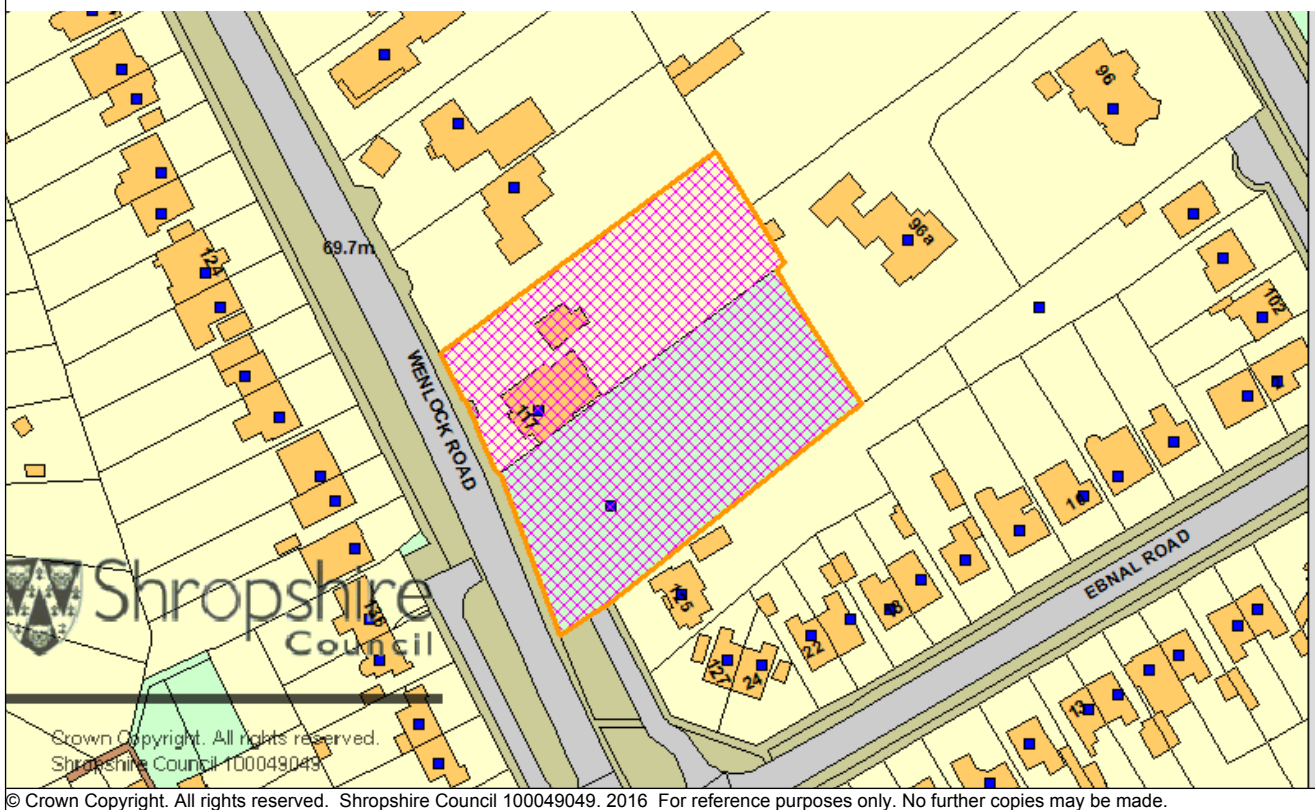 96
96a
124
69.7m
102
WENLOCK ROAD
117
16
EBNAL ROAD
Shropshire
Council
18
22
127
24
13
Crown Copyright. All rights reserved.
Shropshire Council 100049049.
© Crown Copyright. All rights reserved. Shropshire Council 100049049. 2016 For reference purposes only. No further copies may be made.